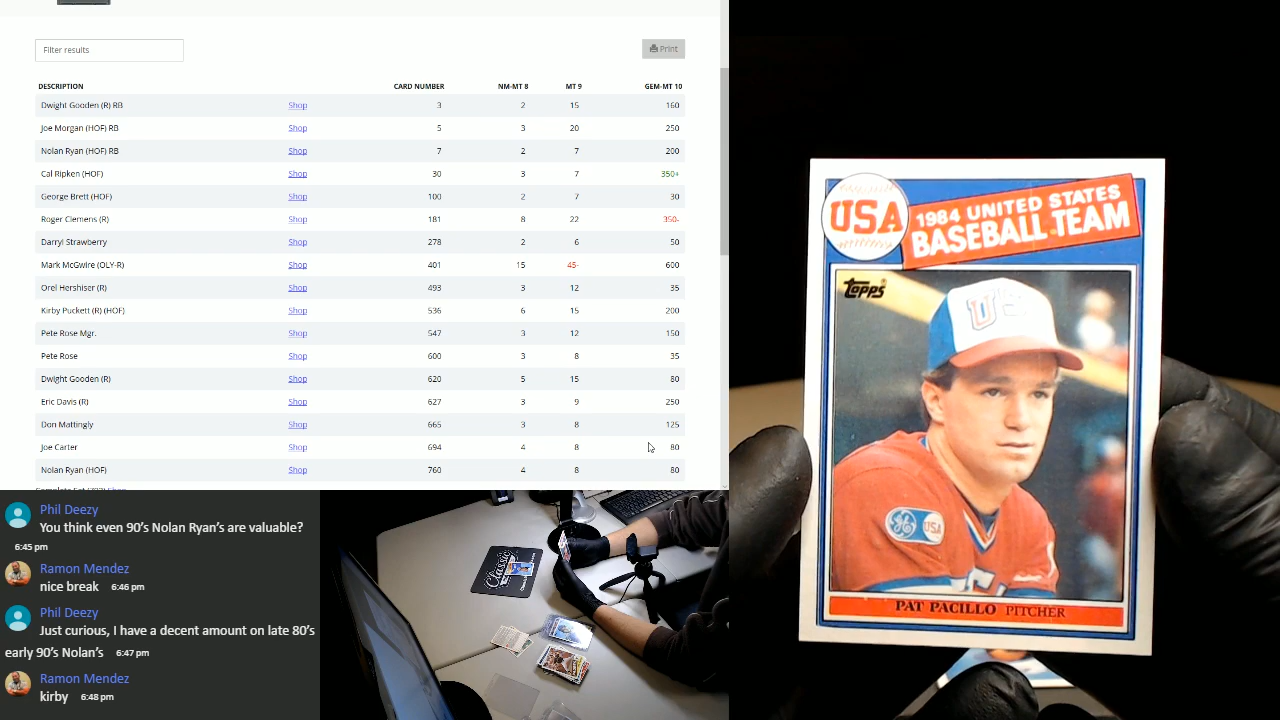 Filter results
Print
DESCRIPTION CARD NUMBER NM-MT 8 MT 9 GEM-MT 10
Dwight Gooden (R) RB Shop 3 2 15 160
Joe Morgan (HOF) RB Shop 5 3 20 250
Nolan Ryan (HOF) RB Shop 7 2 7 200
Cal Ripken (HOF) Shop 30 3 7 350+
George Brett (HOF) Shop 100 2 7 30
Roger Clemens (R) Shop 181 8 22 350-
Darryl Strawberry Shop 278 2 6 50
Mark McGwire (OLY-R) Shop 401 15 45- 600
Orel Hershiser (R) Shop 493 3 12 35
Kirby Puckett (R) (HOF) Shop 536 6 15 200
Pete Rose Mgr. Shop 547 3 12 150
Pete Rose Shop 600 3 8 35
Dwight Gooden (R) Shop 620 5 15 80
Eric Davis (R) Shop 627 3 9 250
Don Mattingly Shop 665 3 8 125
Joe Carter Shop 694 4 8 80
Nolan Ryan (HOF) Shop 760 4 8 80
Phil Deezy
You think even 90's Nolan Ryan's are valuable?
6:45 pm
Ramon Mendez
nice break 6:46 pm
Phil Deezy
Just curious, I have a decent amount on late 80's
early 90's Nolan's 6:47 pm
Ramon Mendez
kirby 6:48 pm
Classic
USA
1984 UNITED STATES
BASEBALL TEAM
Topps
U
GE USA
PAT PACILLO PITCHER